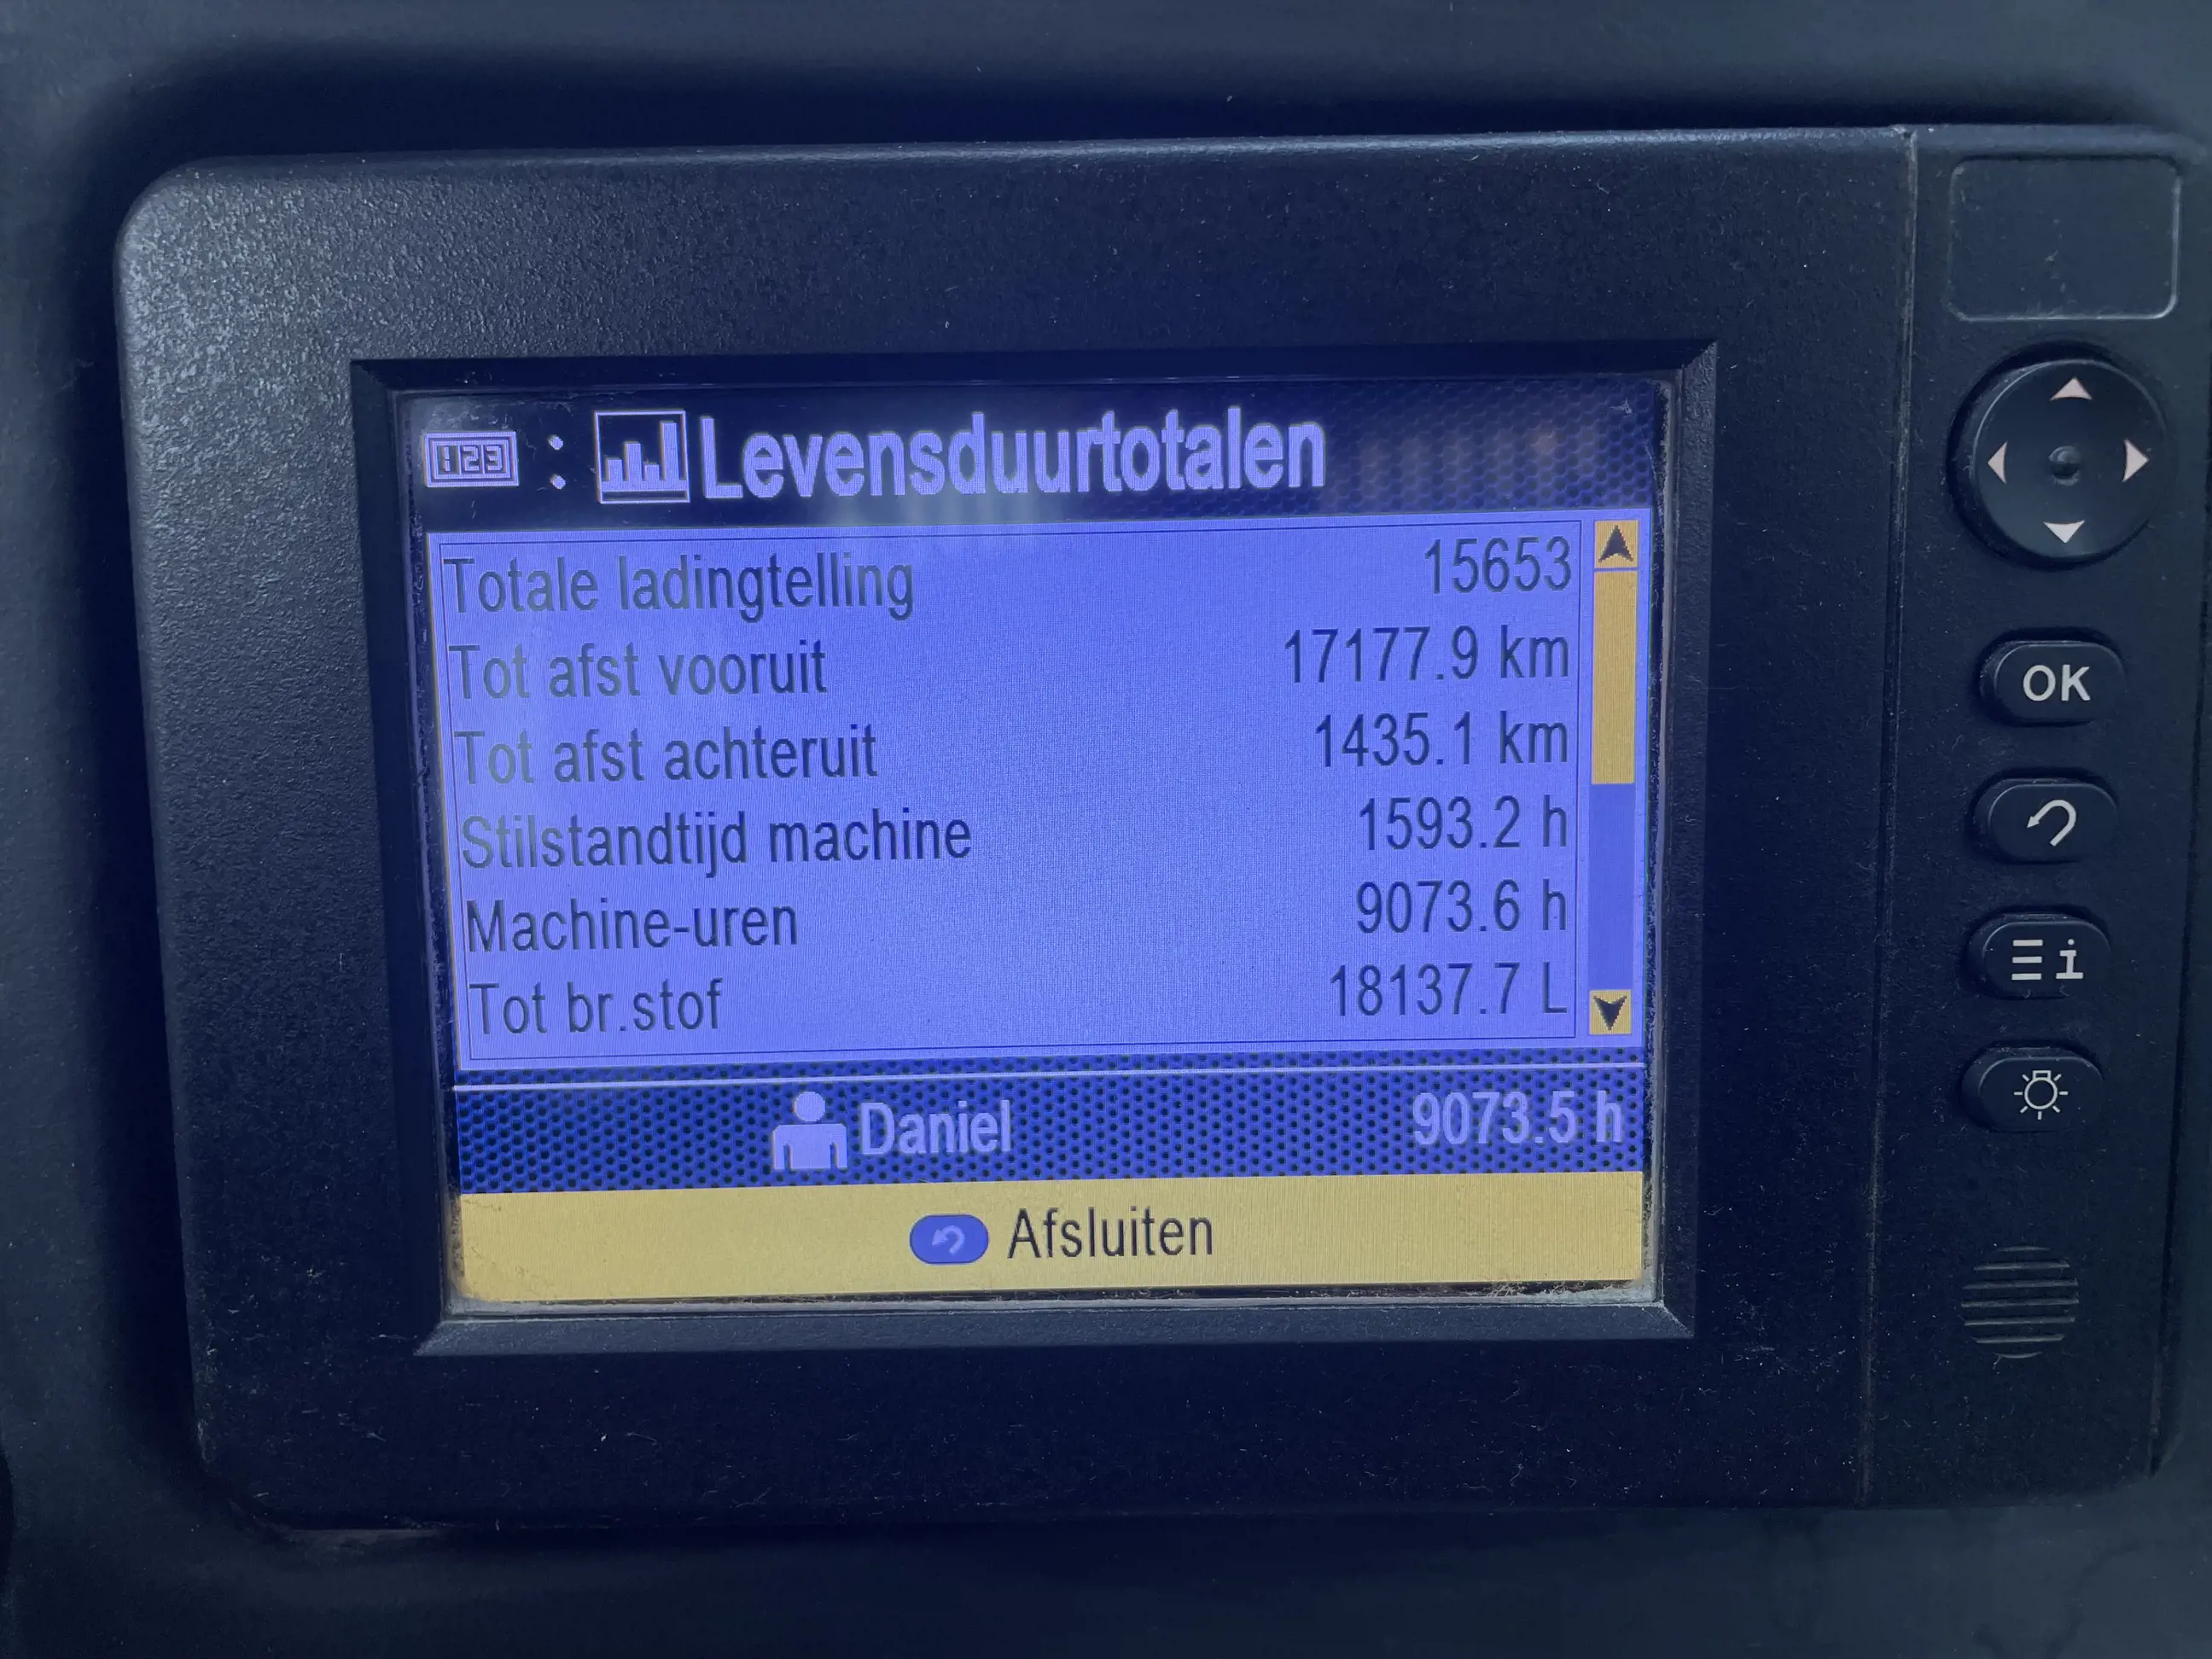 123 : Levensduurtotalen
Totale ladingtelling 15653
Tot afst vooruit 17177.9 km
Tot afst achteruit 1435.1 km
Stilstandtijd machine 1593.2 h
Machine-uren 9073.6 h
Tot br.stof 18137.7 L
Daniel 9073.5 h
Afsluiten
OK
i